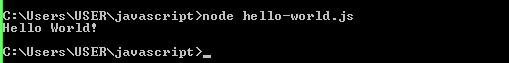 C:\Users\USER\javascript>node hello-world.js
Hello World!
C:\Users\USER\javascript>_